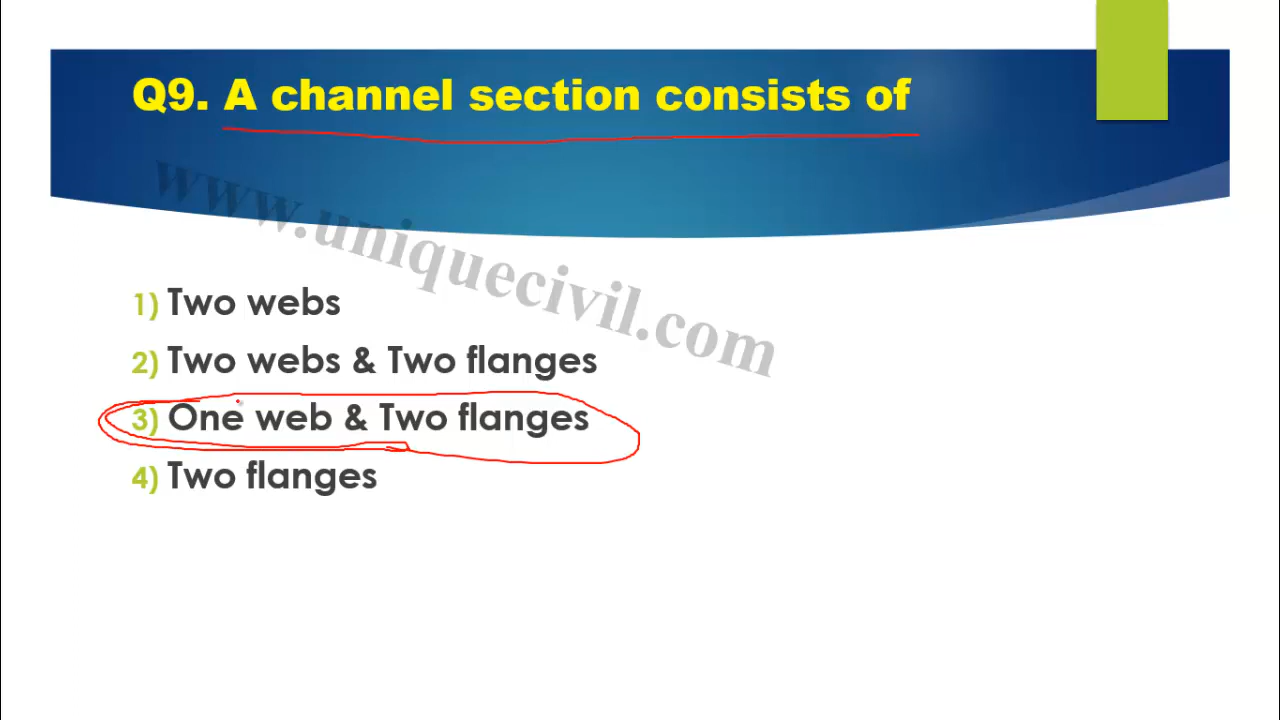 Q9. A channel section consists of
www.uniquecivil.com
1) Two webs
2) Two webs & Two flanges
3) One web & Two flanges
4) Two flanges